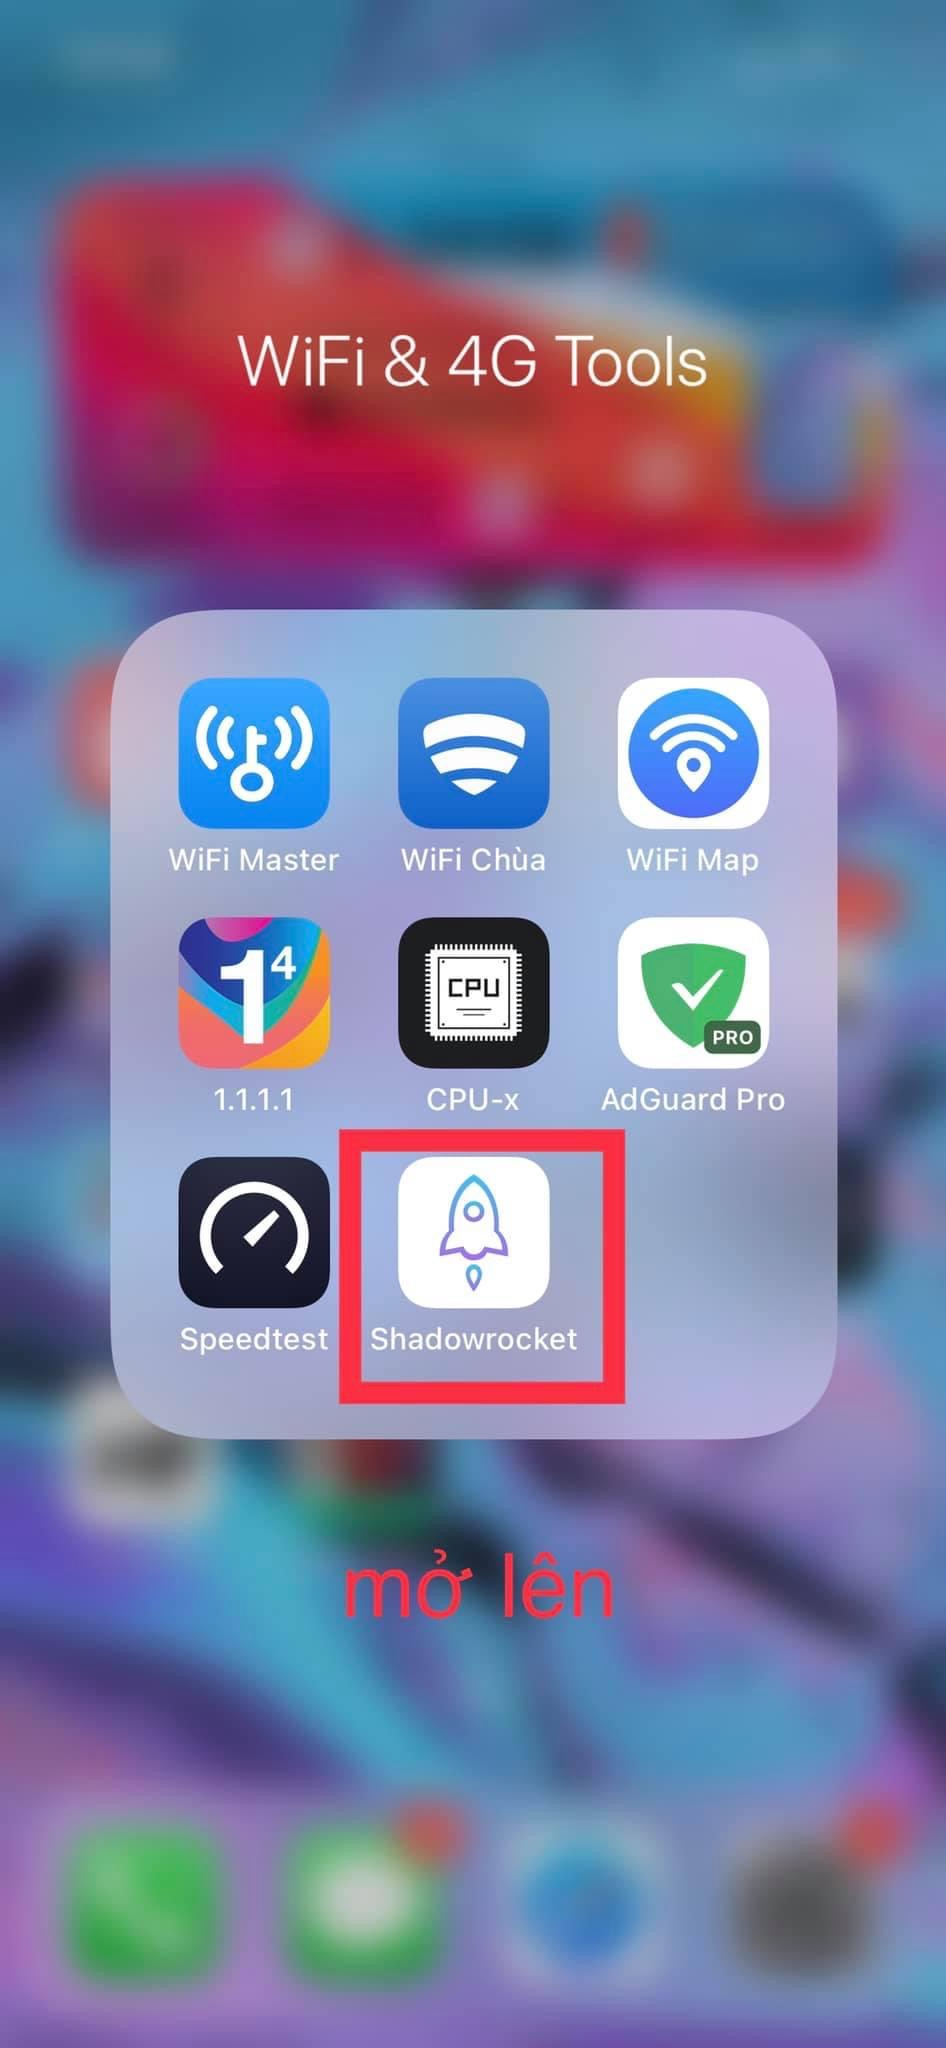 WiFi & 4G Tools
WiFi Master
WiFi Chùa
WiFi Map
1⁴
CPU
PRO
1.1.1.1
CPU-x
AdGuard Pro
Speedtest
Shadowrocket
mở lên